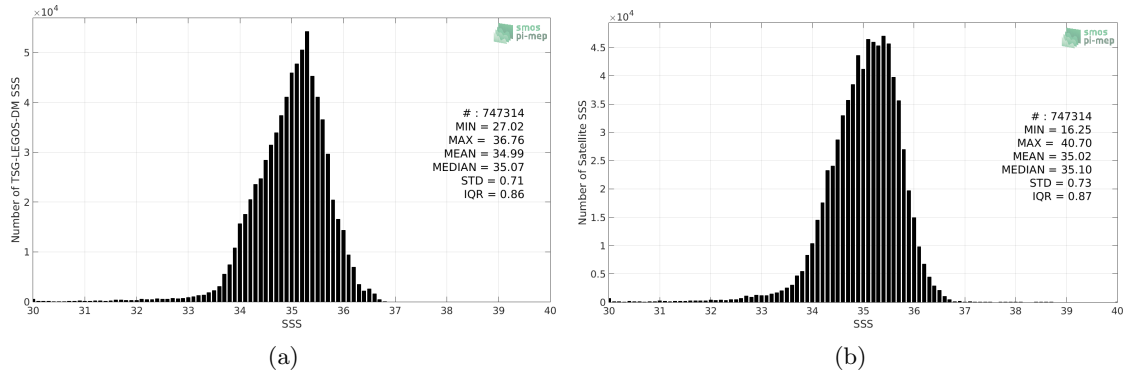 ×10⁴
smos
pi-mep
Number of TSG-LEGOS-DM SSS
5
4
3
2
1
0
# : 747314
MIN = 27.02
MAX = 36.76
MEAN = 34.99
MEDIAN = 35.07
STD = 0.71
IQR = 0.86
30 31 32 33 34 35 36 37 38 39 40
SSS
(a)
×10⁴
smos
pi-mep
Number of Satellite SSS
4.5
4
3.5
3
2.5
2
1.5
1
0.5
0
# : 747314
MIN = 16.25
MAX = 40.70
MEAN = 35.02
MEDIAN = 35.10
STD = 0.73
IQR = 0.87
30 31 32 33 34 35 36 37 38 39 40
SSS
(b)